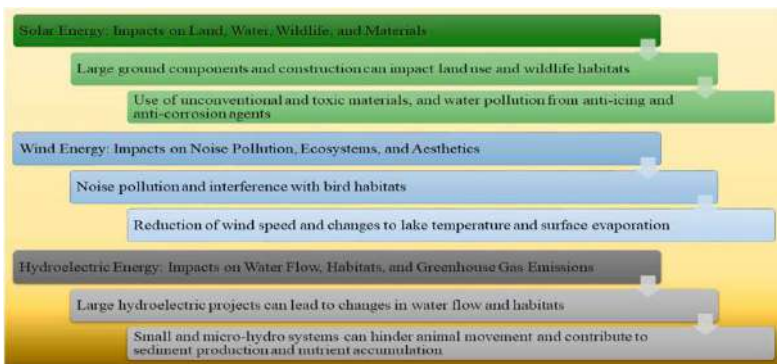 Solar Energy: Impacts on Land, Water, Wildlife, and Materials
Large ground components and construction can impact land use and wildlife habitats
Use of unconventional and toxic materials, and water pollution from anti-icing and
anti-corrosion agents
Wind Energy: Impacts on Noise Pollution, Ecosystems, and Aesthetics
Noise pollution and interference with bird habitats
Reduction of wind speed and changes to lake temperature and surface evaporation
Hydroelectric Energy: Impacts on Water Flow, Habitats, and Greenhouse Gas Emissions
Large hydroelectric projects can lead to changes in water flow and habitats
Small and micro-hydro systems can hinder animal movement and contribute to
sediment production and nutrient accumulation